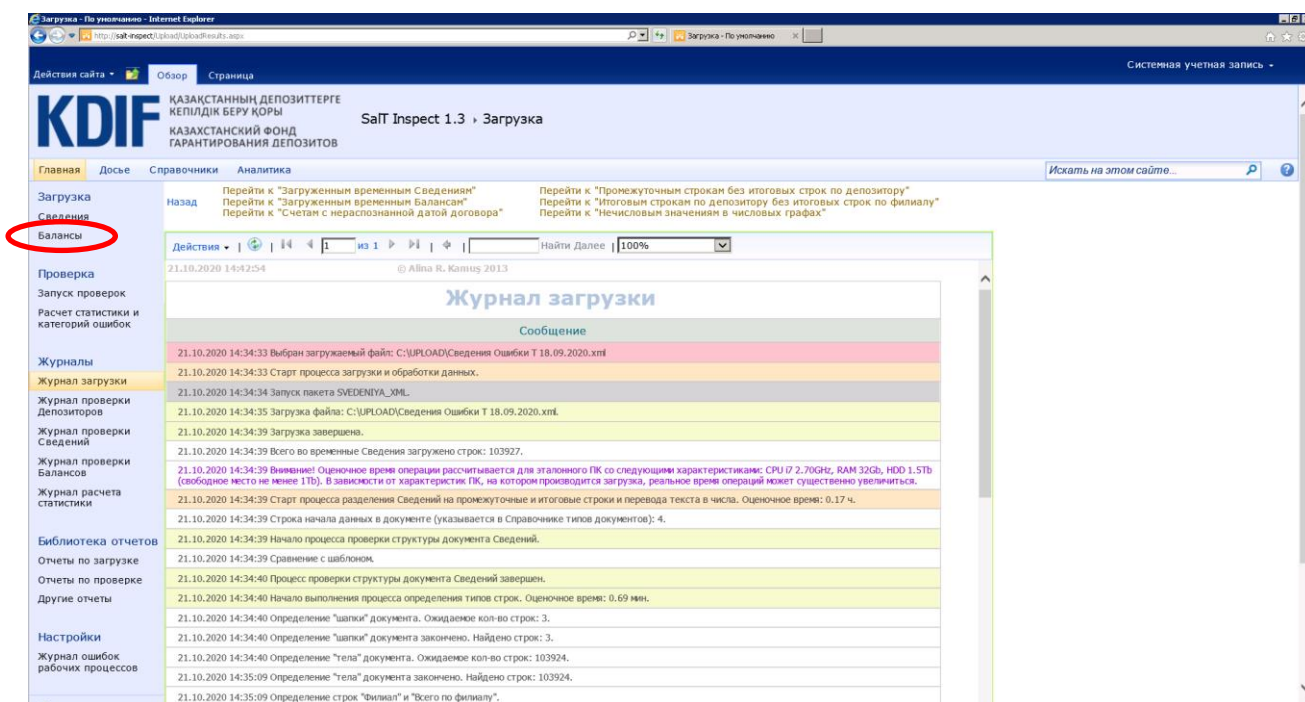 Загрузка - По умолчанию - Internet Explorer
http://salt-inspect/Upload/UploadResults.aspx
Загрузка - По умолчанию
Системная учетная запись
Действия сайта
Обзор
Страница
KDIF
ҚАЗАҚСТАННЫҢ ДЕПОЗИТТЕРГЕ
КЕПІЛДІК БЕРУ ҚОРЫ
КАЗАХСТАНСКИЙ ФОНД
ГАРАНТИРОВАНИЯ ДЕПОЗИТОВ
SalT Inspect 1.3 › Загрузка
Главная
Досье
Справочники
Аналитика
Искать на этом сайте...
Загрузка
Сведения
Балансы
Проверка
Запуск проверок
Расчет статистики и
категорий ошибок
Журналы
Журнал загрузки
Журнал проверки
Депозиторов
Журнал проверки
Сведений
Журнал проверки
Балансов
Журнал расчета
статистики
Библиотека отчетов
Отчеты по загрузке
Отчеты по проверке
Другие отчеты
Настройки
Журнал ошибок
рабочих процессов
Назад
Перейти к "Загруженным временным Сведениям"
Перейти к "Загруженным временным Балансам"
Перейти к "Счетам с нераспознанной датой договора"
Перейти к "Промежуточным строкам без итоговых строк по депозитору"
Перейти к "Итоговым строкам по депозитору без итоговых строк по филиалу"
Перейти к "Нечисловым значениям в числовых графах"
Действия
1 из 1
Найти Далее
100%
21.10.2020 14:42:54
© Alina R. Kamuş 2013
Журнал загрузки
Сообщение
21.10.2020 14:34:33 Выбран загружаемый файл: C:\UPLOAD\Сведения Ошибки Т 18.09.2020.xml
21.10.2020 14:34:33 Старт процесса загрузки и обработки данных.
21.10.2020 14:34:34 Запуск пакета SVEDENIYA_XML.
21.10.2020 14:34:35 Загрузка файла: C:\UPLOAD\Сведения Ошибки Т 18.09.2020.xml.
21.10.2020 14:34:39 Загрузка завершена.
21.10.2020 14:34:39 Всего во временные Сведения загружено строк: 103927.
21.10.2020 14:34:39 Внимание! Оценочное время операции рассчитывается для эталонного ПК со следующими характеристиками: CPU i7 2.70GHz, RAM 32Gb, HDD 1.5Tb
(свободное место не менее 1Tb). В зависмости от характеристик ПК, на котором производится загрузка, реальное время операций может существенно увеличиться.
21.10.2020 14:34:39 Старт процесса разделения Сведений на промежуточные и итоговые строки и перевода текста в числа. Оценочное время: 0.17 ч.
21.10.2020 14:34:39 Строка начала данных в документе (указывается в Справочнике типов документов): 4.
21.10.2020 14:34:39 Начало процесса проверки структуры документа Сведений.
21.10.2020 14:34:39 Сравнение с шаблоном.
21.10.2020 14:34:40 Процесс проверки структуры документа Сведений завершен.
21.10.2020 14:34:40 Начало выполнения процесса определения типов строк. Оценочное время: 0.69 мин.
21.10.2020 14:34:40 Определение "шапки" документа. Ожидаемое кол-во строк: 3.
21.10.2020 14:34:40 Определение "шапки" документа закончено. Найдено строк: 3.
21.10.2020 14:34:40 Определение "тела" документа. Ожидаемое кол-во строк: 103924.
21.10.2020 14:35:09 Определение "тела" документа закончено. Найдено строк: 103924.
21.10.2020 14:35:09 Определение строк "Филиал" и "Всего по филиалу".